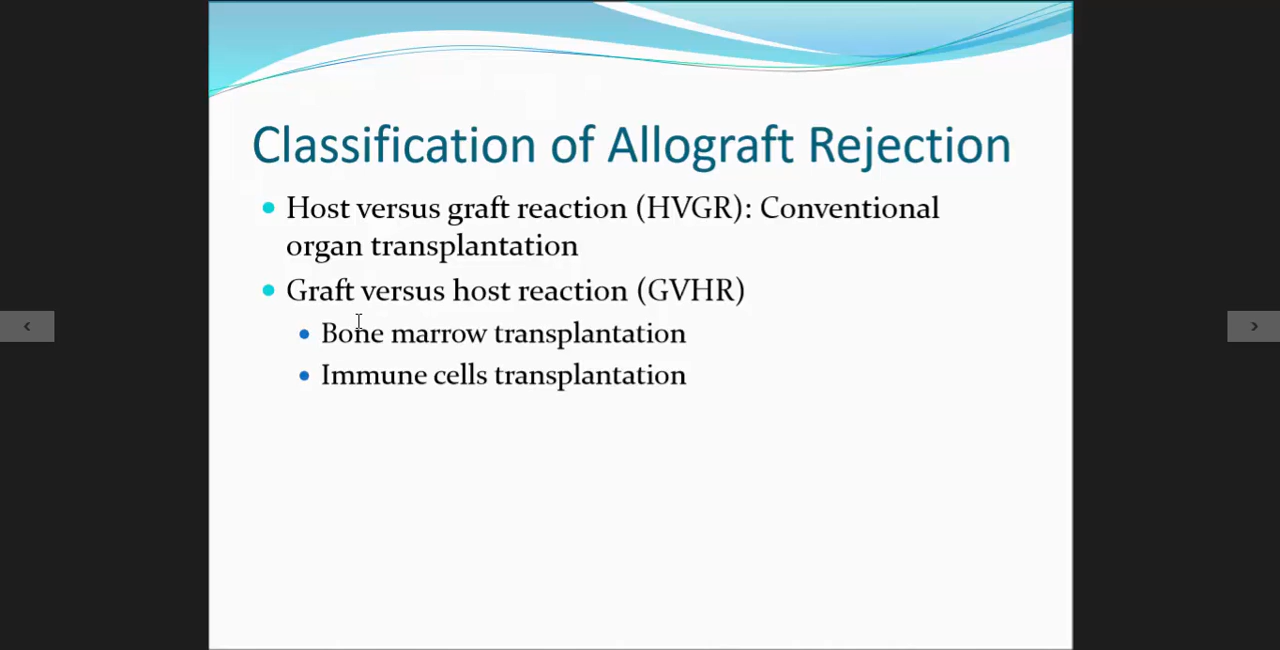 Classification of Allograft Rejection
• Host versus graft reaction (HVGR): Conventional
organ transplantation
• Graft versus host reaction (GVHR)
• Bone marrow transplantation
• Immune cells transplantation